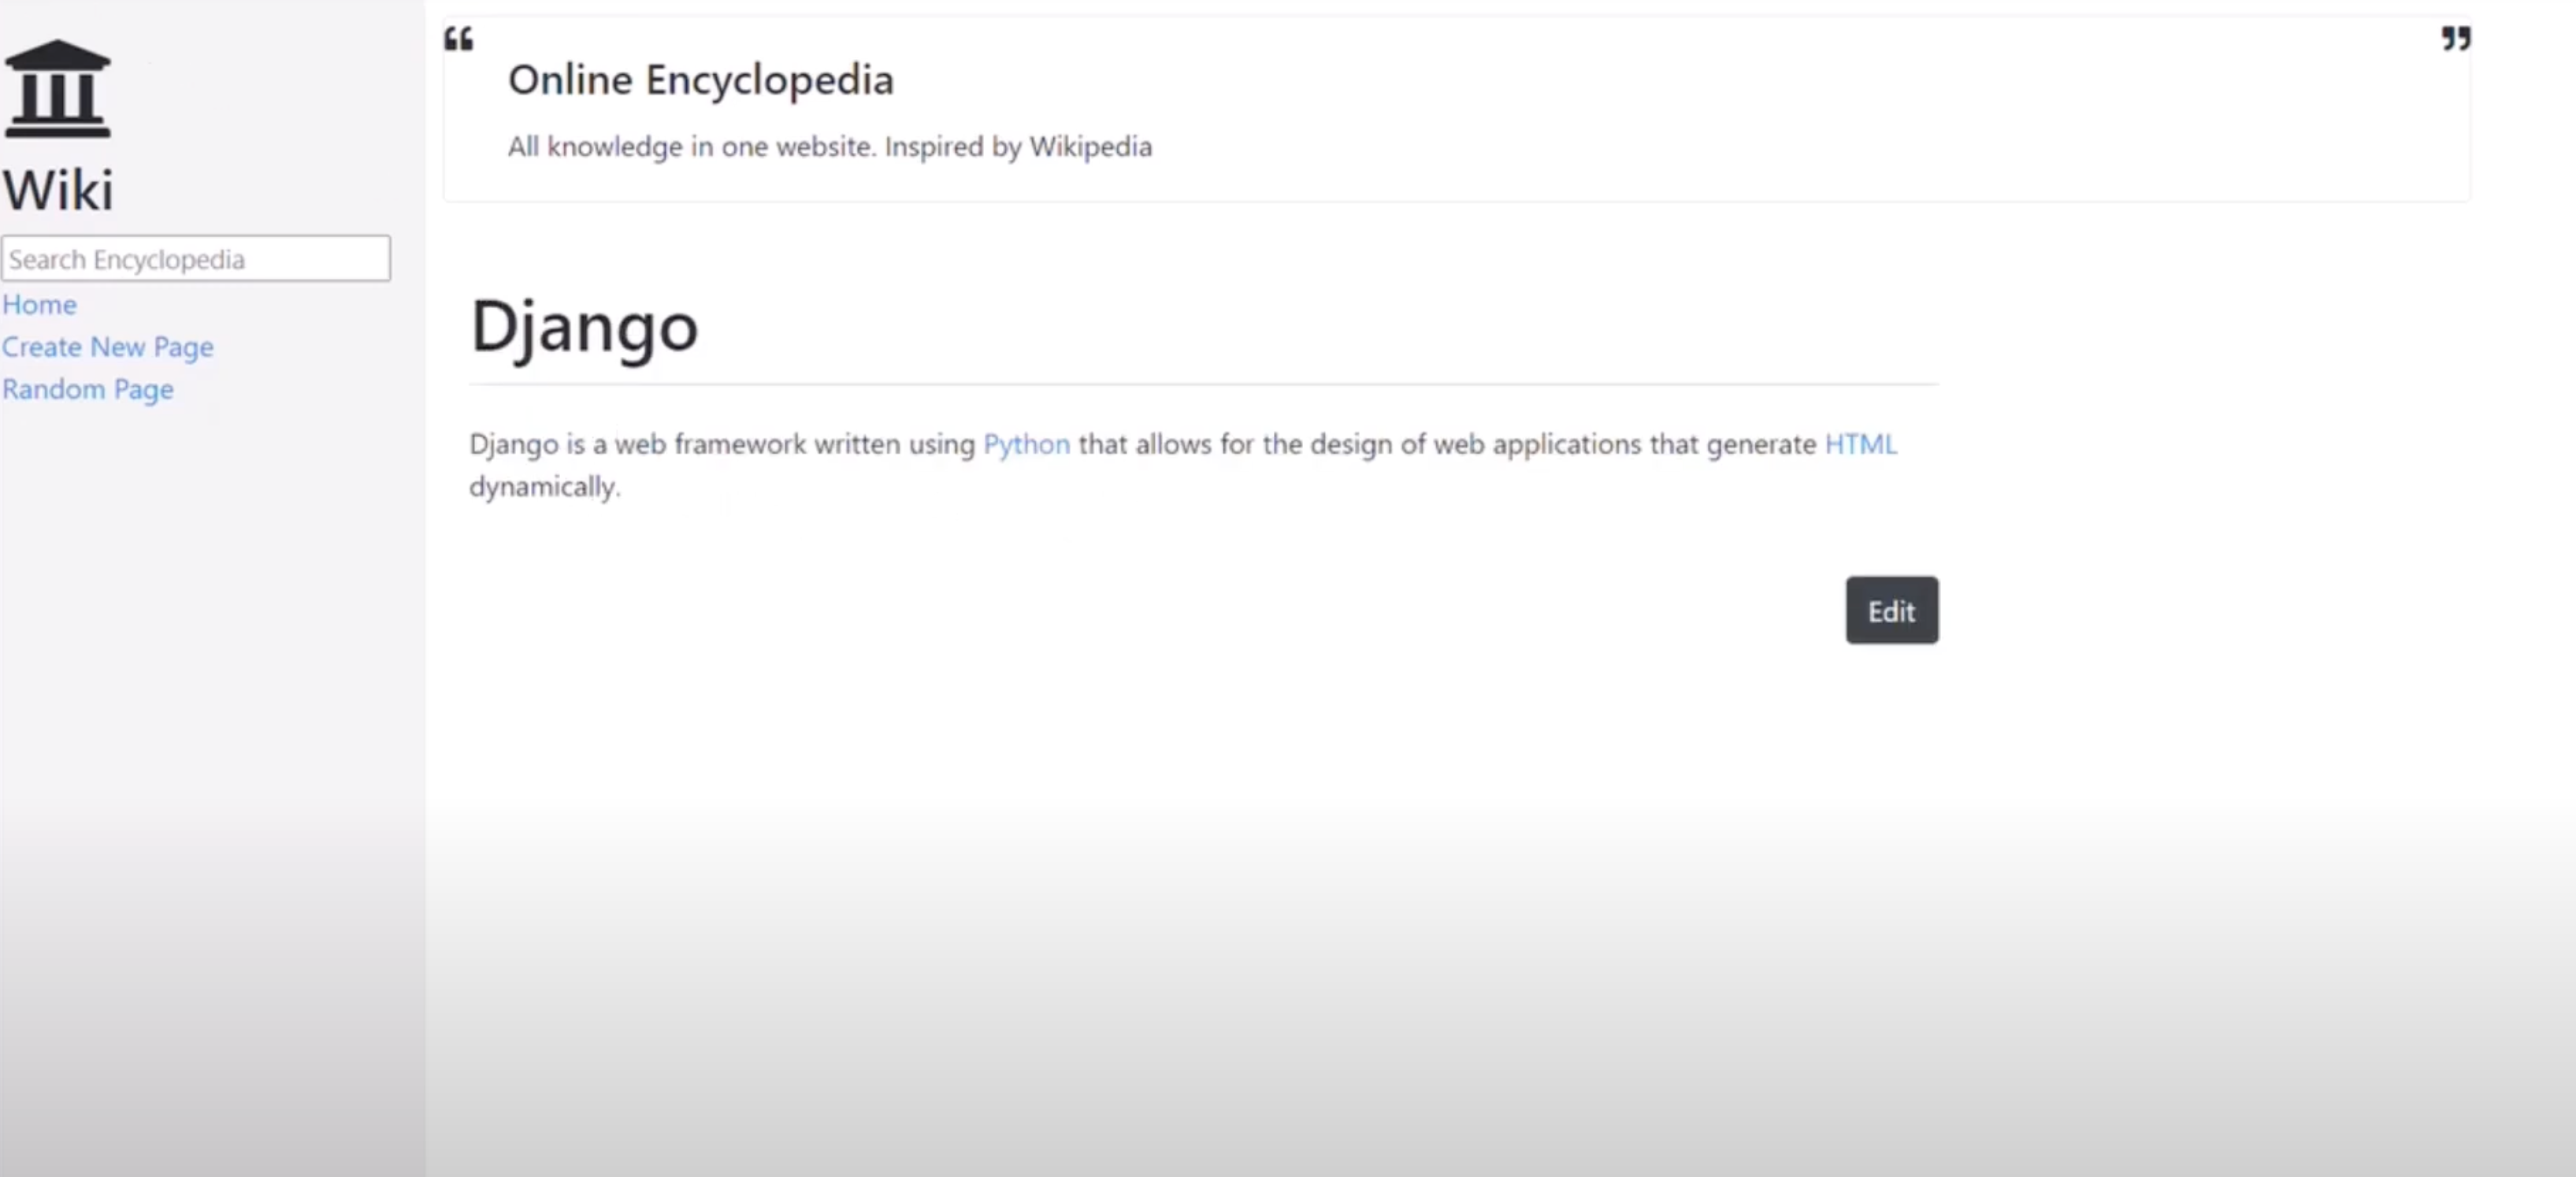 Wiki
Search Encyclopedia
Home
Create New Page
Random Page
“ ”
Online Encyclopedia
All knowledge in one website. Inspired by Wikipedia
Django
Django is a web framework written using Python that allows for the design of web applications that generate HTML
dynamically.
Edit